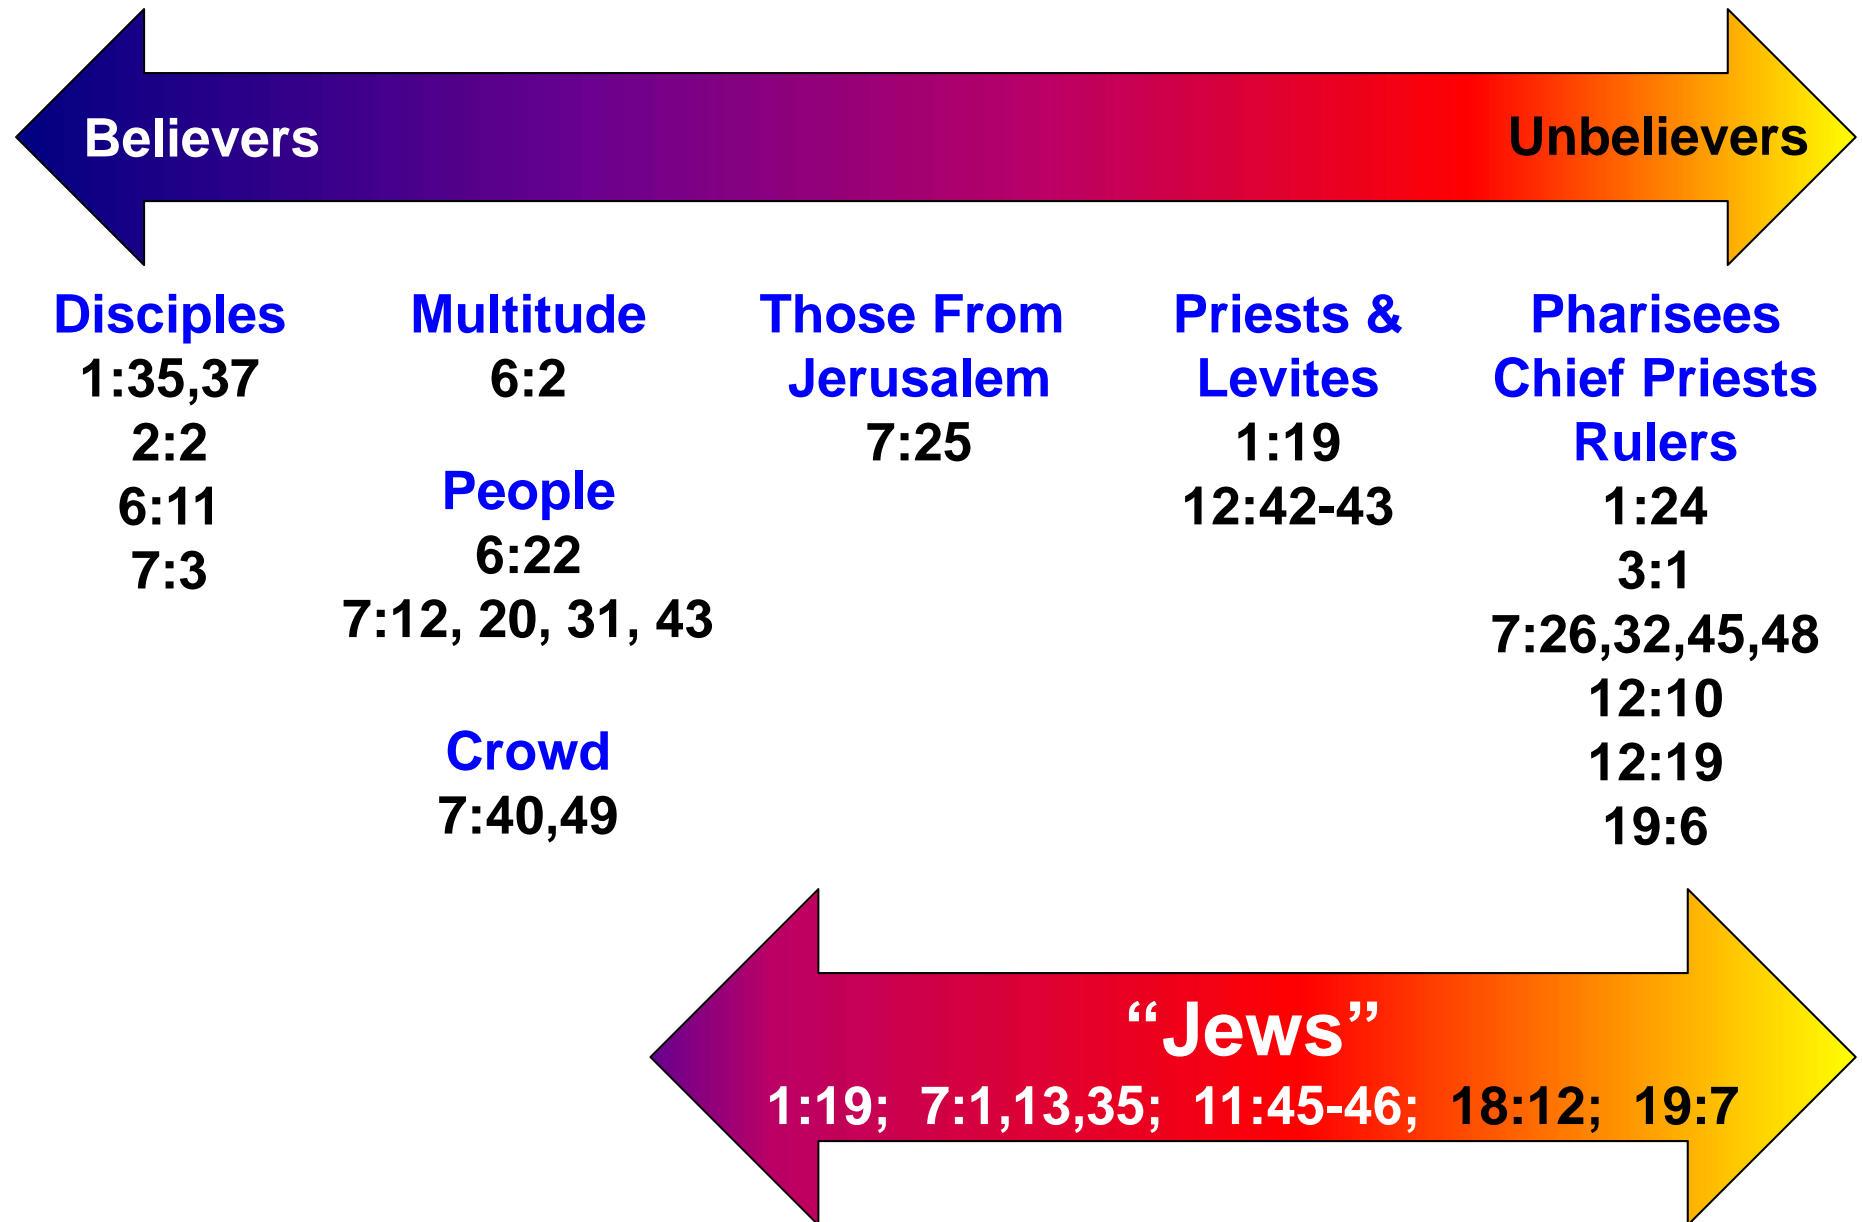 Believers
Unbelievers
Disciples
1:35,37
2:2
6:11
7:3
Multitude
6:2
People
6:22
7:12, 20, 31, 43
Crowd
7:40,49
Those From
Jerusalem
7:25
Priests &
Levites
1:19
12:42-43
Pharisees
Chief Priests
Rulers
1:24
3:1
7:26,32,45,48
12:10
12:19
19:6
“Jews”
1:19; 7:1,13,35; 11:45-46; 18:12; 19:7